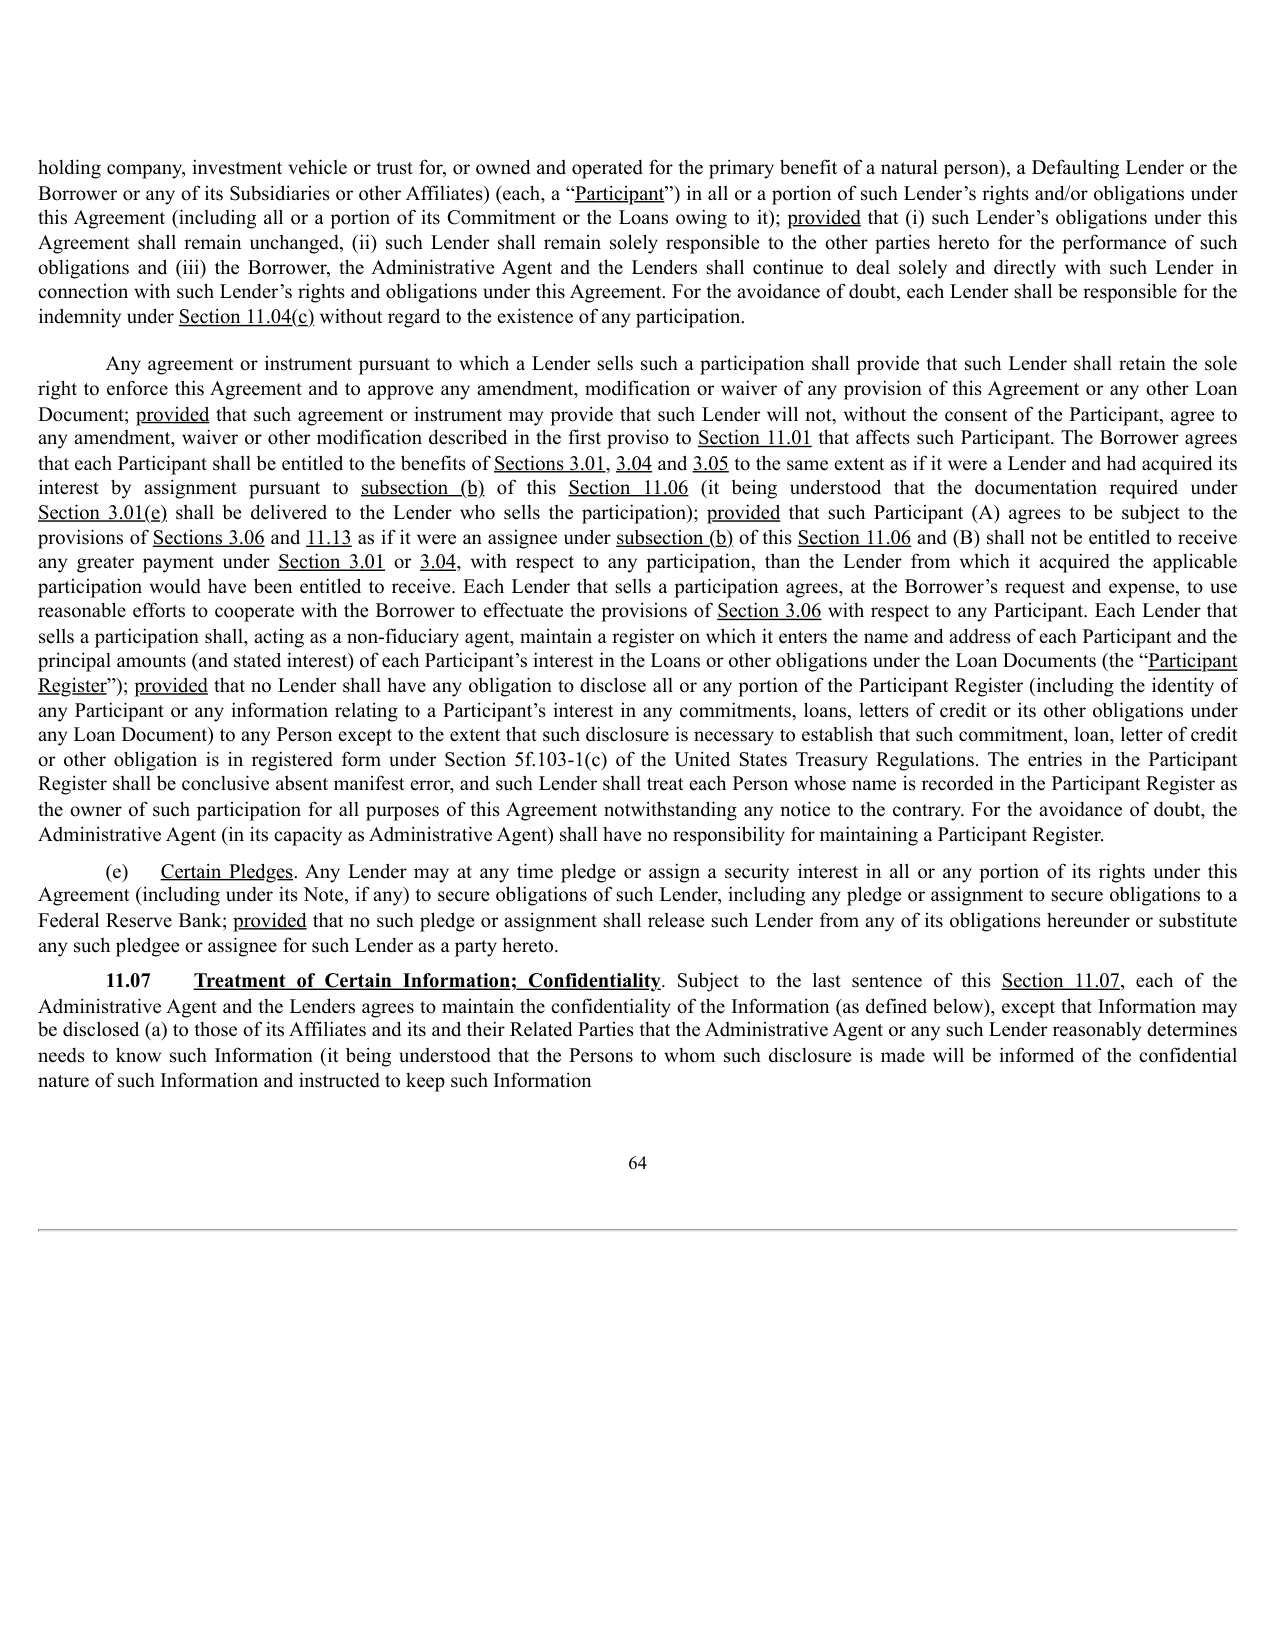 holding company, investment vehicle or trust for, or owned and operated for the primary benefit of a natural person), a Defaulting Lender or the
Borrower or any of its Subsidiaries or other Affiliates) (each, a “Participant”) in all or a portion of such Lender’s rights and/or obligations under
this Agreement (including all or a portion of its Commitment or the Loans owing to it); provided that (i) such Lender’s obligations under this
Agreement shall remain unchanged, (ii) such Lender shall remain solely responsible to the other parties hereto for the performance of such
obligations and (iii) the Borrower, the Administrative Agent and the Lenders shall continue to deal solely and directly with such Lender in
connection with such Lender’s rights and obligations under this Agreement. For the avoidance of doubt, each Lender shall be responsible for the
indemnity under Section 11.04(c) without regard to the existence of any participation.
Any agreement or instrument pursuant to which a Lender sells such a participation shall provide that such Lender shall retain the sole
right to enforce this Agreement and to approve any amendment, modification or waiver of any provision of this Agreement or any other Loan
Document; provided that such agreement or instrument may provide that such Lender will not, without the consent of the Participant, agree to
any amendment, waiver or other modification described in the first proviso to Section 11.01 that affects such Participant. The Borrower agrees
that each Participant shall be entitled to the benefits of Sections 3.01, 3.04 and 3.05 to the same extent as if it were a Lender and had acquired its
interest by assignment pursuant to subsection (b) of this Section 11.06 (it being understood that the documentation required under
Section 3.01(e) shall be delivered to the Lender who sells the participation); provided that such Participant (A) agrees to be subject to the
provisions of Sections 3.06 and 11.13 as if it were an assignee under subsection (b) of this Section 11.06 and (B) shall not be entitled to receive
any greater payment under Section 3.01 or 3.04, with respect to any participation, than the Lender from which it acquired the applicable
participation would have been entitled to receive. Each Lender that sells a participation agrees, at the Borrower’s request and expense, to use
reasonable efforts to cooperate with the Borrower to effectuate the provisions of Section 3.06 with respect to any Participant. Each Lender that
sells a participation shall, acting as a non-fiduciary agent, maintain a register on which it enters the name and address of each Participant and the
principal amounts (and stated interest) of each Participant’s interest in the Loans or other obligations under the Loan Documents (the “Participant
Register”); provided that no Lender shall have any obligation to disclose all or any portion of the Participant Register (including the identity of
any Participant or any information relating to a Participant’s interest in any commitments, loans, letters of credit or its other obligations under
any Loan Document) to any Person except to the extent that such disclosure is necessary to establish that such commitment, loan, letter of credit
or other obligation is in registered form under Section 5f.103-1(c) of the United States Treasury Regulations. The entries in the Participant
Register shall be conclusive absent manifest error, and such Lender shall treat each Person whose name is recorded in the Participant Register as
the owner of such participation for all purposes of this Agreement notwithstanding any notice to the contrary. For the avoidance of doubt, the
Administrative Agent (in its capacity as Administrative Agent) shall have no responsibility for maintaining a Participant Register.
(e) Certain Pledges. Any Lender may at any time pledge or assign a security interest in all or any portion of its rights under this
Agreement (including under its Note, if any) to secure obligations of such Lender, including any pledge or assignment to secure obligations to a
Federal Reserve Bank; provided that no such pledge or assignment shall release such Lender from any of its obligations hereunder or substitute
any such pledgee or assignee for such Lender as a party hereto.
11.07 Treatment of Certain Information; Confidentiality. Subject to the last sentence of this Section 11.07, each of the
Administrative Agent and the Lenders agrees to maintain the confidentiality of the Information (as defined below), except that Information may
be disclosed (a) to those of its Affiliates and its and their Related Parties that the Administrative Agent or any such Lender reasonably determines
needs to know such Information (it being understood that the Persons to whom such disclosure is made will be informed of the confidential
nature of such Information and instructed to keep such Information
64